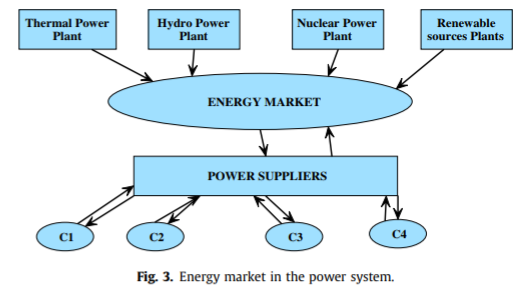 Thermal Power
Plant
Hydro Power
Plant
Nuclear Power
Plant
Renewable
sources Plants
ENERGY MARKET
POWER SUPPLIERS
C1
C2
C3
C4
Fig. 3. Energy market in the power system.